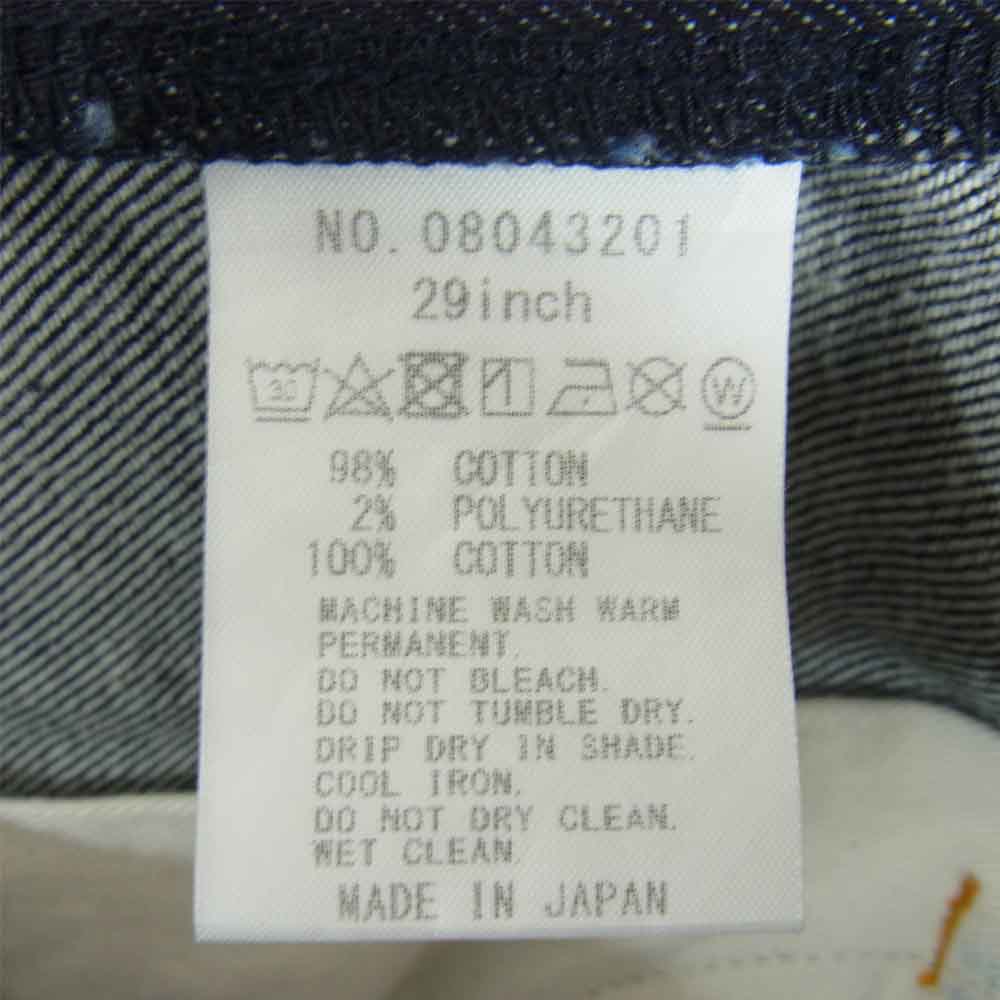 NO. 08043201
29inch
30 W
98% COTTON
2% POLYURETHANE
100% COTTON
MACHINE WASH WARM
PERMANENT.
DO NOT BLEACH.
DO NOT TUMBLE DRY.
DRIP DRY IN SHADE.
COOL IRON.
DO NOT DRY CLEAN.
WET CLEAN.
MADE IN JAPAN